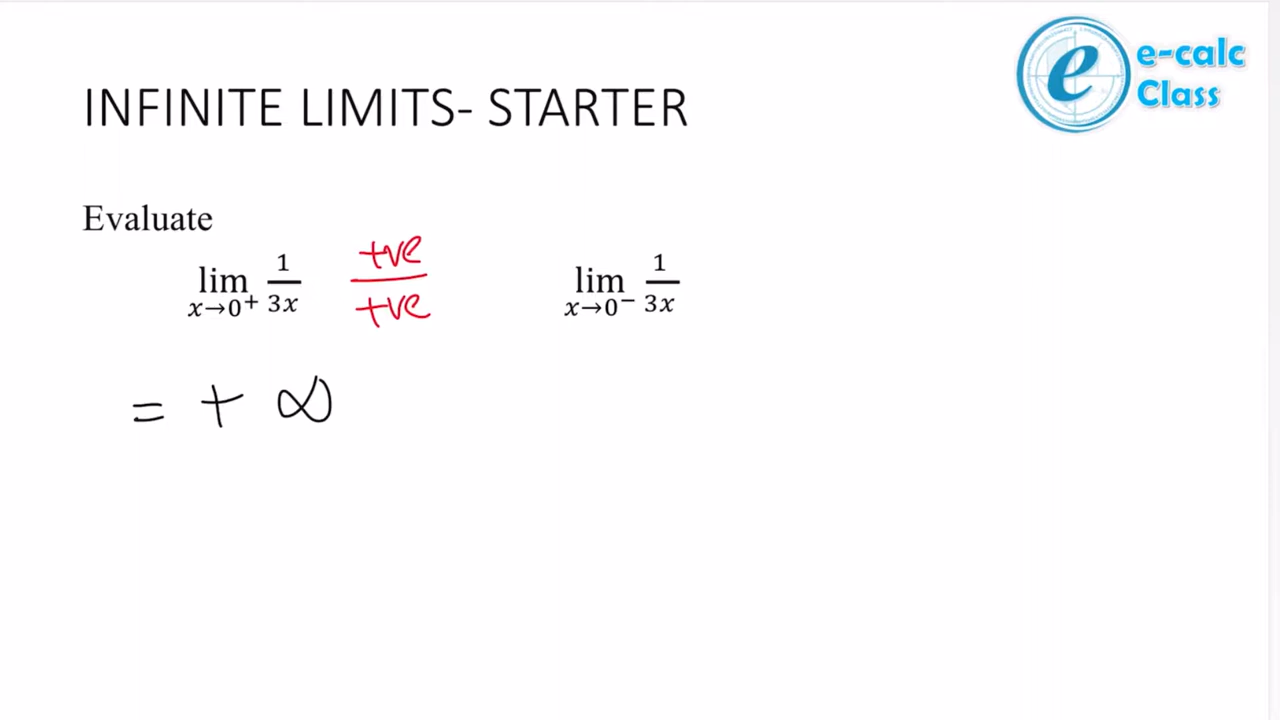 e-calc
Class
INFINITE LIMITS- STARTER
Evaluate
lim x→0⁺ 1/3x +ve/+ve lim x→0⁻ 1/3x
= + ∞